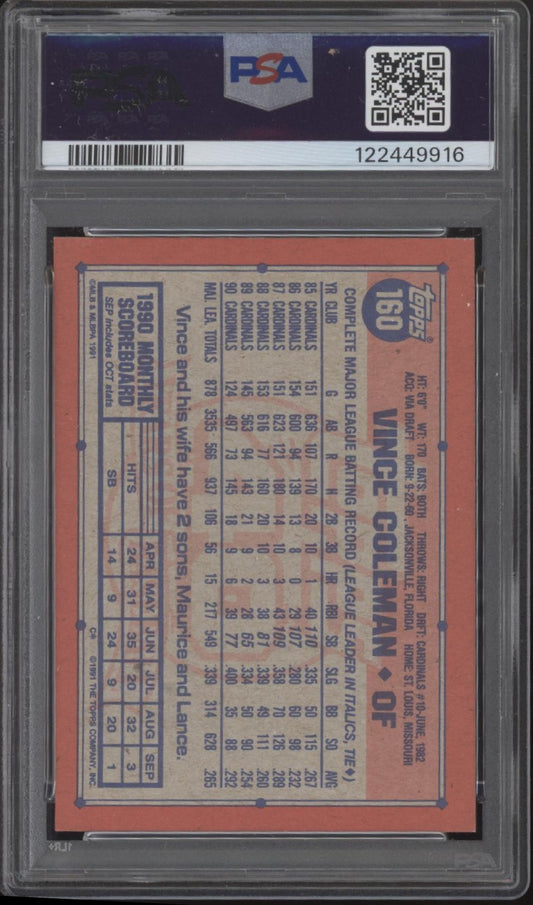 PSA
122449916
topps®
160
VINCE COLEMAN ◆ OF
HT: 6'0" WT: 170 BATS: BOTH THROWS: RIGHT DRFT: CARDINALS #10-JUNE, 1982
ACQ: VIA DRAFT BORN: 9-22-60 JACKSONVILLE, FLORIDA HOME: ST. LOUIS, MISSOURI
COMPLETE MAJOR LEAGUE BATTING RECORD (LEAGUE LEADER IN ITALICS, TIE◆)
YR CLUB G AB R H 2B 3B HR RBI SB SLG BB SO AVG
85 CARDINALS 151 636 107 170 20 10 1 40 110 .335 50 115 .267
86 CARDINALS 154 600 94 139 13 8 0 29 107 .280 60 98 .232
87 CARDINALS 151 623 121 180 14 10 3 43 109 .358 70 126 .289
88 CARDINALS 153 616 77 160 20 10 3 38 81 .339 49 111 .260
89 CARDINALS 145 563 94 143 21 9 2 28 65 .334 50 90 .254
90 CARDINALS 124 497 73 145 18 9 6 39 77 .400 35 88 .292
MAJ. LEA. TOTALS 878 3535 566 937 106 56 15 217 549 .339 314 628 .265
Vince and his wife have 2 sons, Maurice and Lance.
1990 MONTHLY
SCOREBOARD
SEP includes OCT stats
APR MAY JUN JUL AUG SEP
HITS 24 31 35 20 32 3
SB 14 9 24 9 20 1
©MLB & MLBPA 1991
C* ©1991 THE TOPPS COMPANY, INC.
PSA